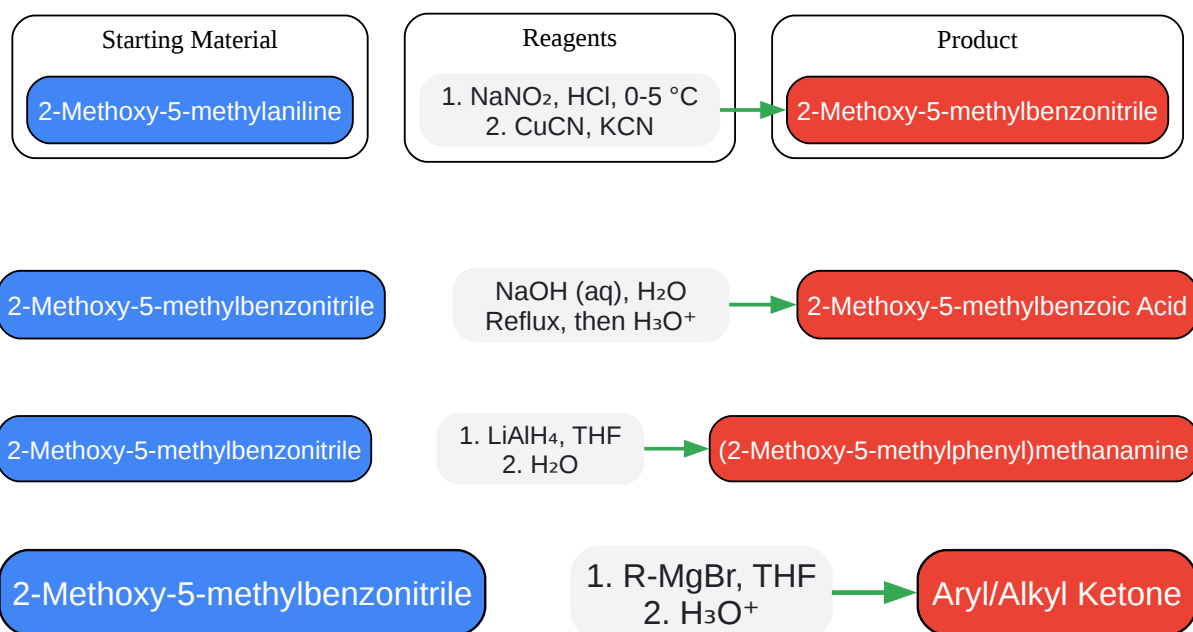 Starting Material
Reagents
Product
2-Methoxy-5-methylaniline
1. NaNO₂, HCl, 0-5 °C
2. CuCN, KCN
2-Methoxy-5-methylbenzonitrile
2-Methoxy-5-methylbenzonitrile
NaOH (aq), H₂O
Reflux, then H₃O⁺
2-Methoxy-5-methylbenzoic Acid
2-Methoxy-5-methylbenzonitrile
1. LiAlH₄, THF
2. H₂O
(2-Methoxy-5-methylphenyl)methanamine
2-Methoxy-5-methylbenzonitrile
1. R-MgBr, THF
2. H₃O⁺
Aryl/Alkyl Ketone